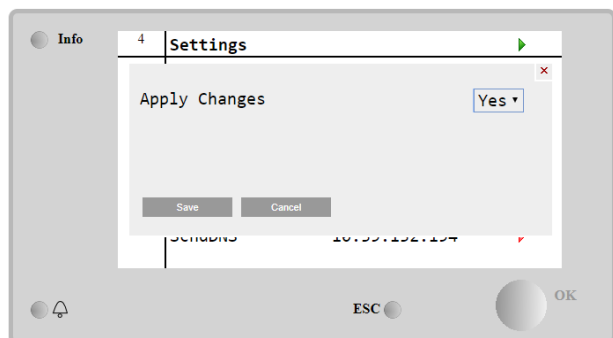 Info
4 Settings
Apply Changes Yes
Save Cancel
ESC
OK